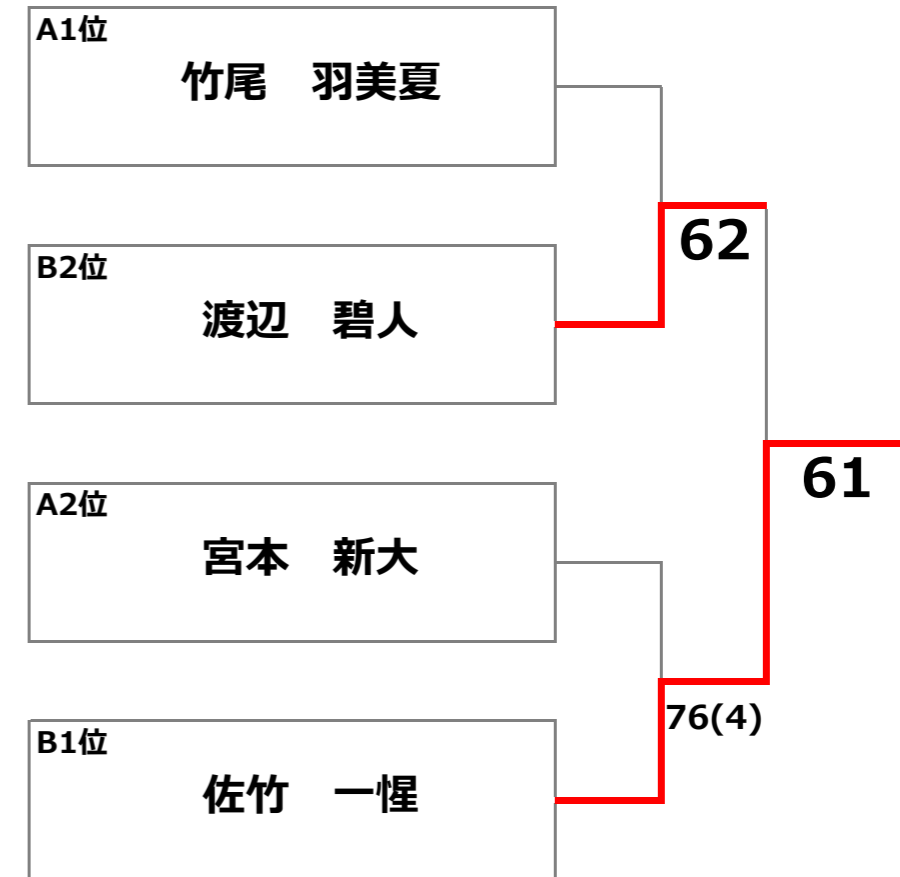 A1位
竹尾　羽美夏
62
B2位
渡辺　碧人
61
A2位
宮本　新大
76(4)
B1位
佐竹　一惺